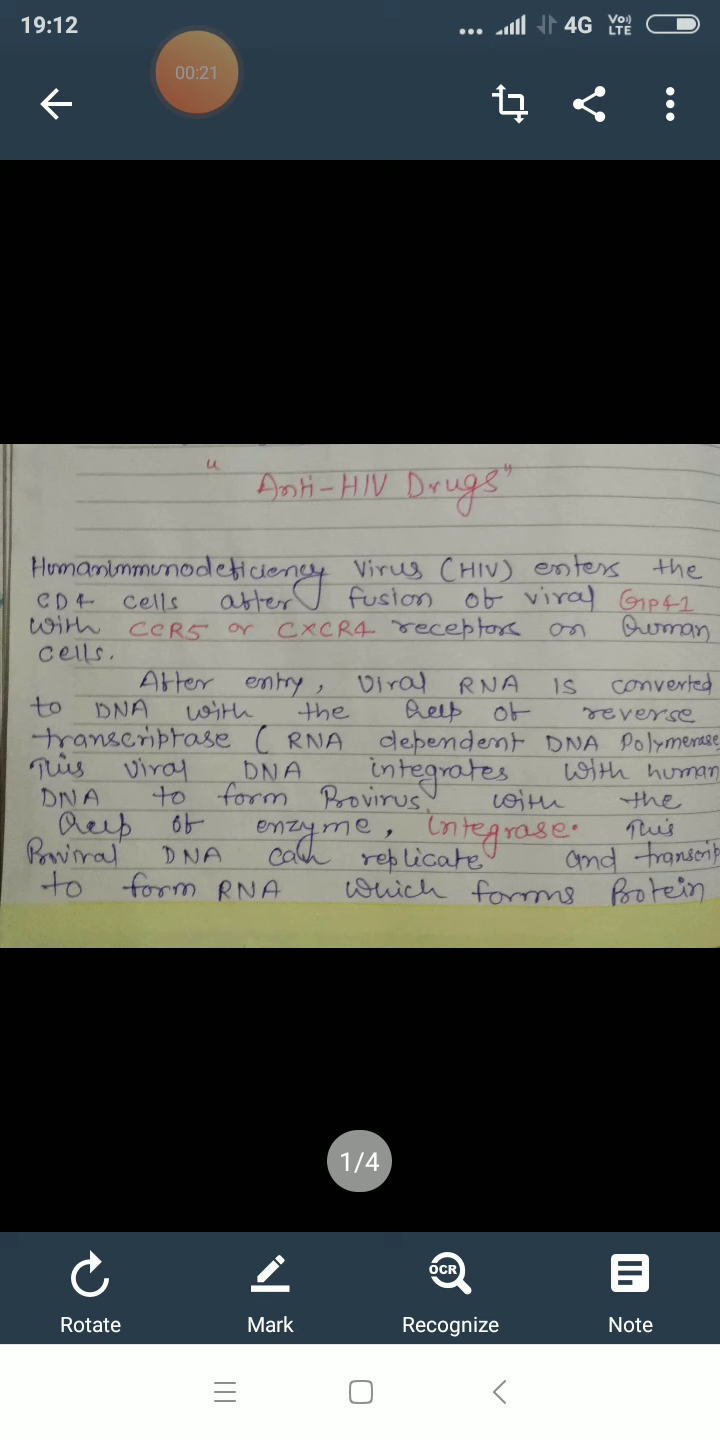 19:12
4G
Vo)) LTE
00:21
" Anti-HIV Drugs"
Humanimmunodeficiency Virus (HIV) enters the
CD4 cells after fusion of viral Gp41
with CCR5 or CXCR4 receptors on human
cells.
After entry, viral RNA is converted
to DNA with the help of reverse
transcriptase ( RNA dependent DNA Polymerase
This viral DNA integrates with human
DNA to form Provirus with the
help of enzyme, integrase. This
Proviral DNA can replicate and transcrip
to form RNA which forms Protein
1/4
OCR
Rotate Mark Recognize Note